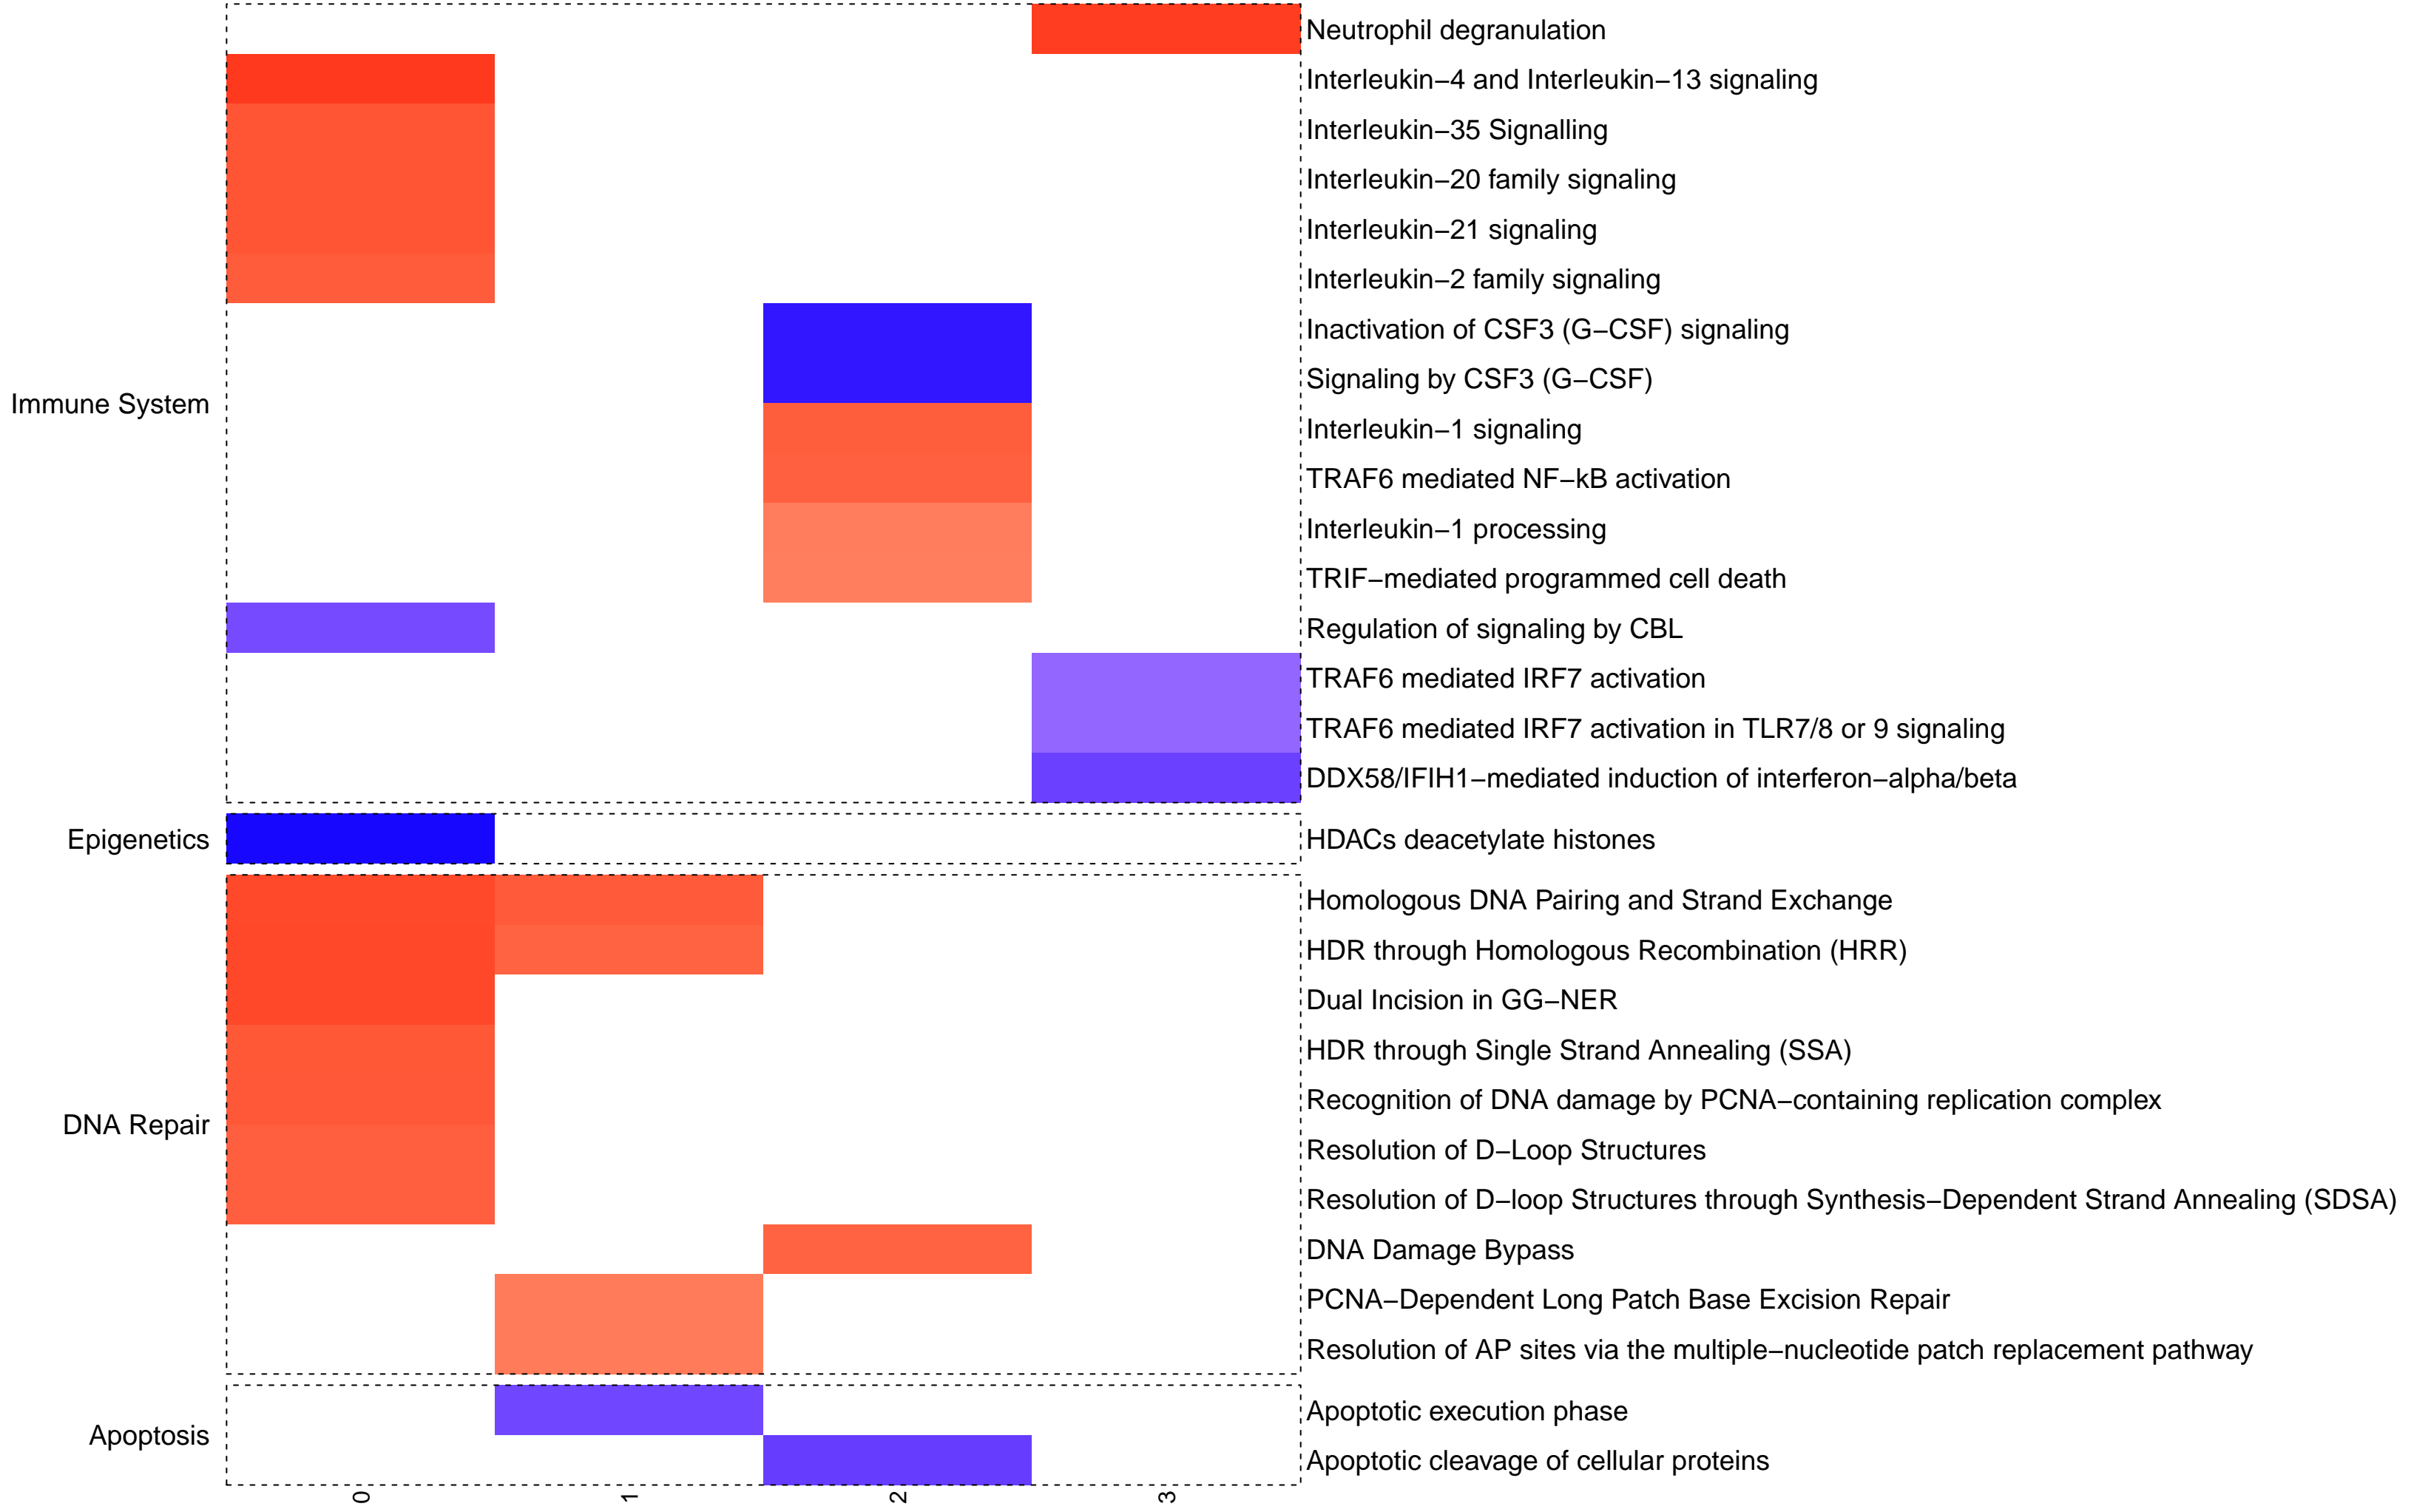 Neutrophil degranulation
Interleukin−4 and Interleukin−13 signaling
Interleukin−35 Signalling
Interleukin−20 family signaling
Interleukin−21 signaling
Interleukin−2 family signaling
Inactivation of CSF3 (G−CSF) signaling
Signaling by CSF3 (G−CSF)
Immune System
Interleukin−1 signaling
TRAF6 mediated NF−kB activation
Interleukin−1 processing
TRIF−mediated programmed cell death
Regulation of signaling by CBL
TRAF6 mediated IRF7 activation
TRAF6 mediated IRF7 activation in TLR7/8 or 9 signaling
DDX58/IFIH1−mediated induction of interferon−alpha/beta
Epigenetics
HDACs deacetylate histones
Homologous DNA Pairing and Strand Exchange
HDR through Homologous Recombination (HRR)
Dual Incision in GG−NER
HDR through Single Strand Annealing (SSA)
Recognition of DNA damage by PCNA−containing replication complex
DNA Repair
Resolution of D−Loop Structures
Resolution of D−loop Structures through Synthesis−Dependent Strand Annealing (SDSA)
DNA Damage Bypass
PCNA−Dependent Long Patch Base Excision Repair
Resolution of AP sites via the multiple−nucleotide patch replacement pathway
Apoptotic execution phase
Apoptosis
Apoptotic cleavage of cellular proteins
0
1
2
3